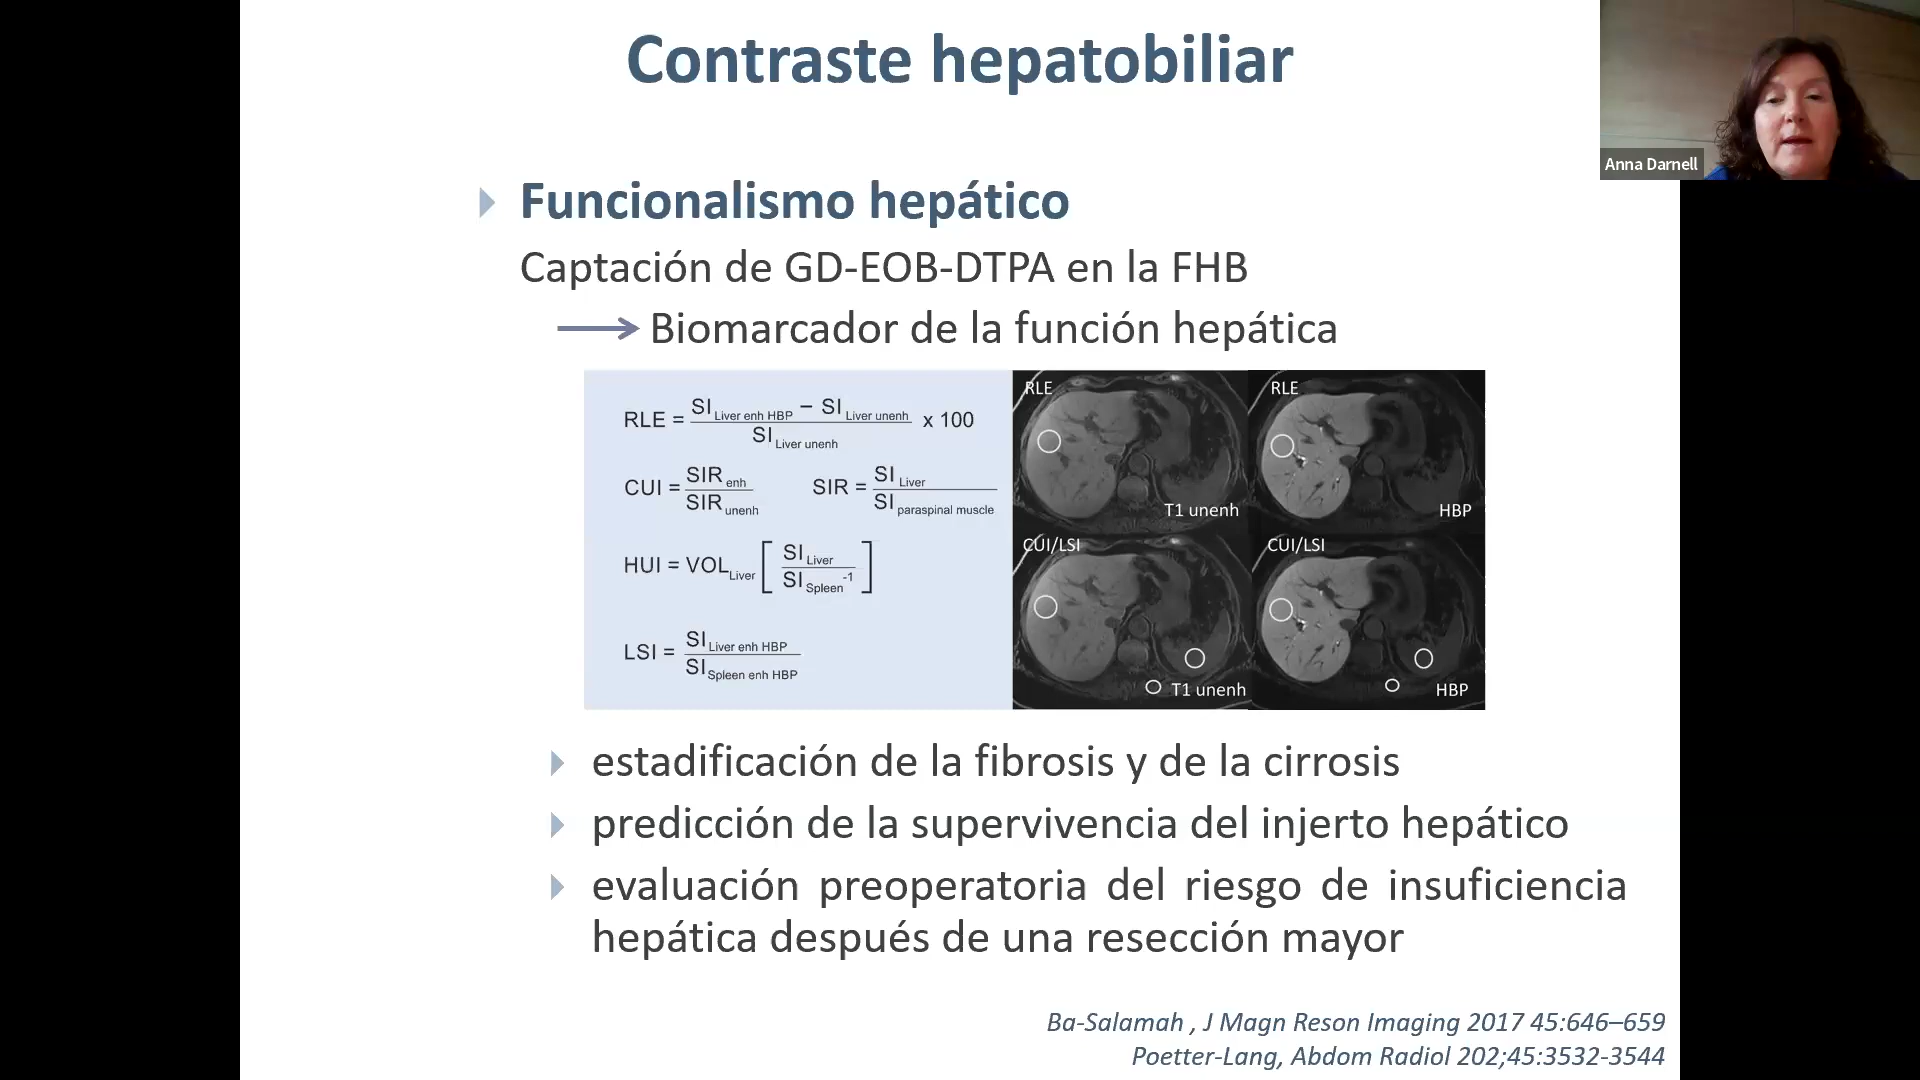 Contraste hepatobiliar
Anna Darnell
Funcionalismo hepático
Captación de GD-EOB-DTPA en la FHB
Biomarcador de la función hepática
RLE = SI Liver enh HBP – SI Liver unenh / SI Liver unenh x 100
CUI = SIR enh / SIR unenh SIR = SI Liver / SI paraspinal muscle
HUI = VOL Liver [ SI Liver / SI Spleen -1 ]
LSI = SI Liver enh HBP / SI Spleen enh HBP
RLE
T1 unenh
RLE
HBP
CUI/LSI
T1 unenh
CUI/LSI
HBP
estadificación de la fibrosis y de la cirrosis
predicción de la supervivencia del injerto hepático
evaluación preoperatoria del riesgo de insuficiencia
hepática después de una resección mayor
Ba-Salamah , J Magn Reson Imaging 2017 45:646–659
Poetter-Lang, Abdom Radiol 202;45:3532-3544